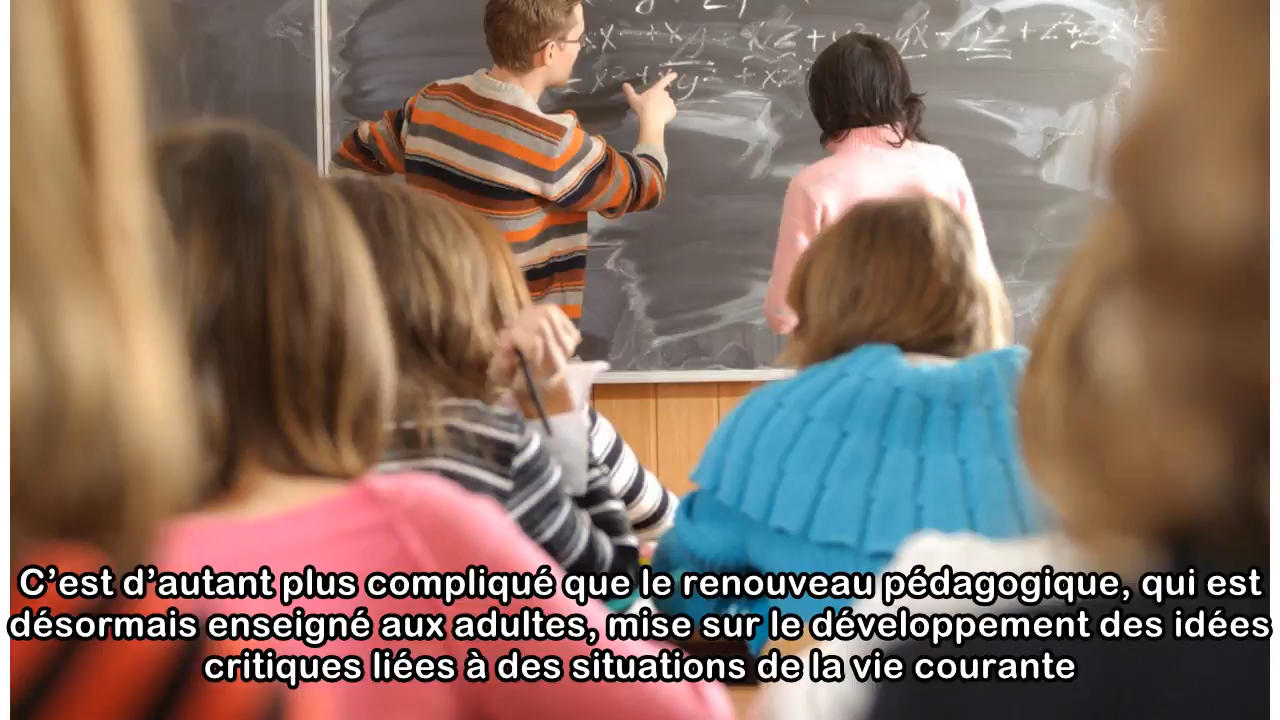 C’est d’autant plus compliqué que le renouveau pédagogique, qui est
désormais enseigné aux adultes, mise sur le développement des idées
critiques liées à des situations de la vie courante